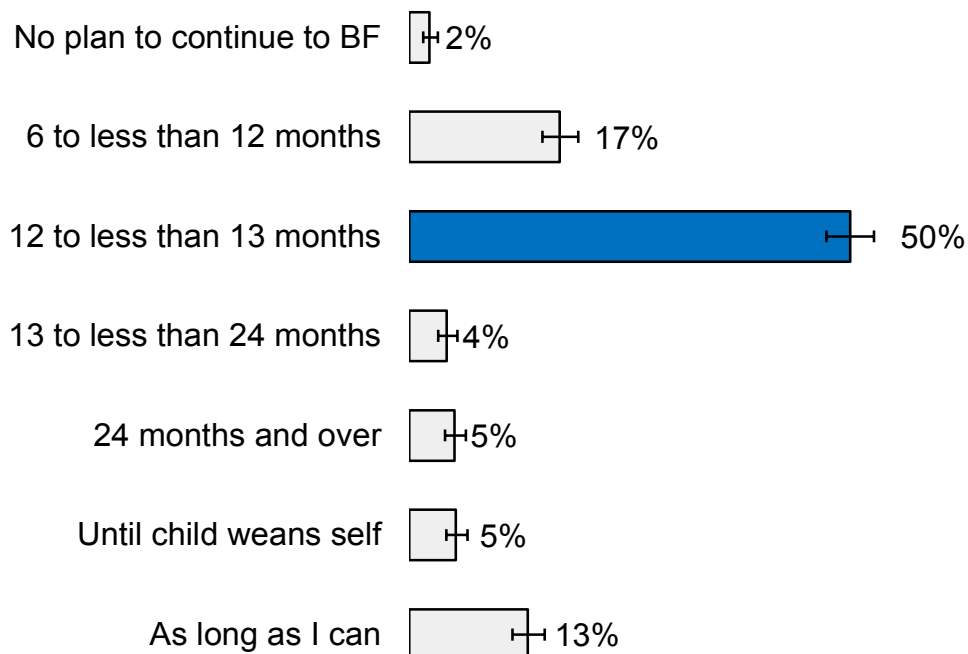 No plan to continue to BF 2%
6 to less than 12 months 17%
12 to less than 13 months 50%
13 to less than 24 months 4%
24 months and over 5%
Until child weans self 5%
As long as I can 13%